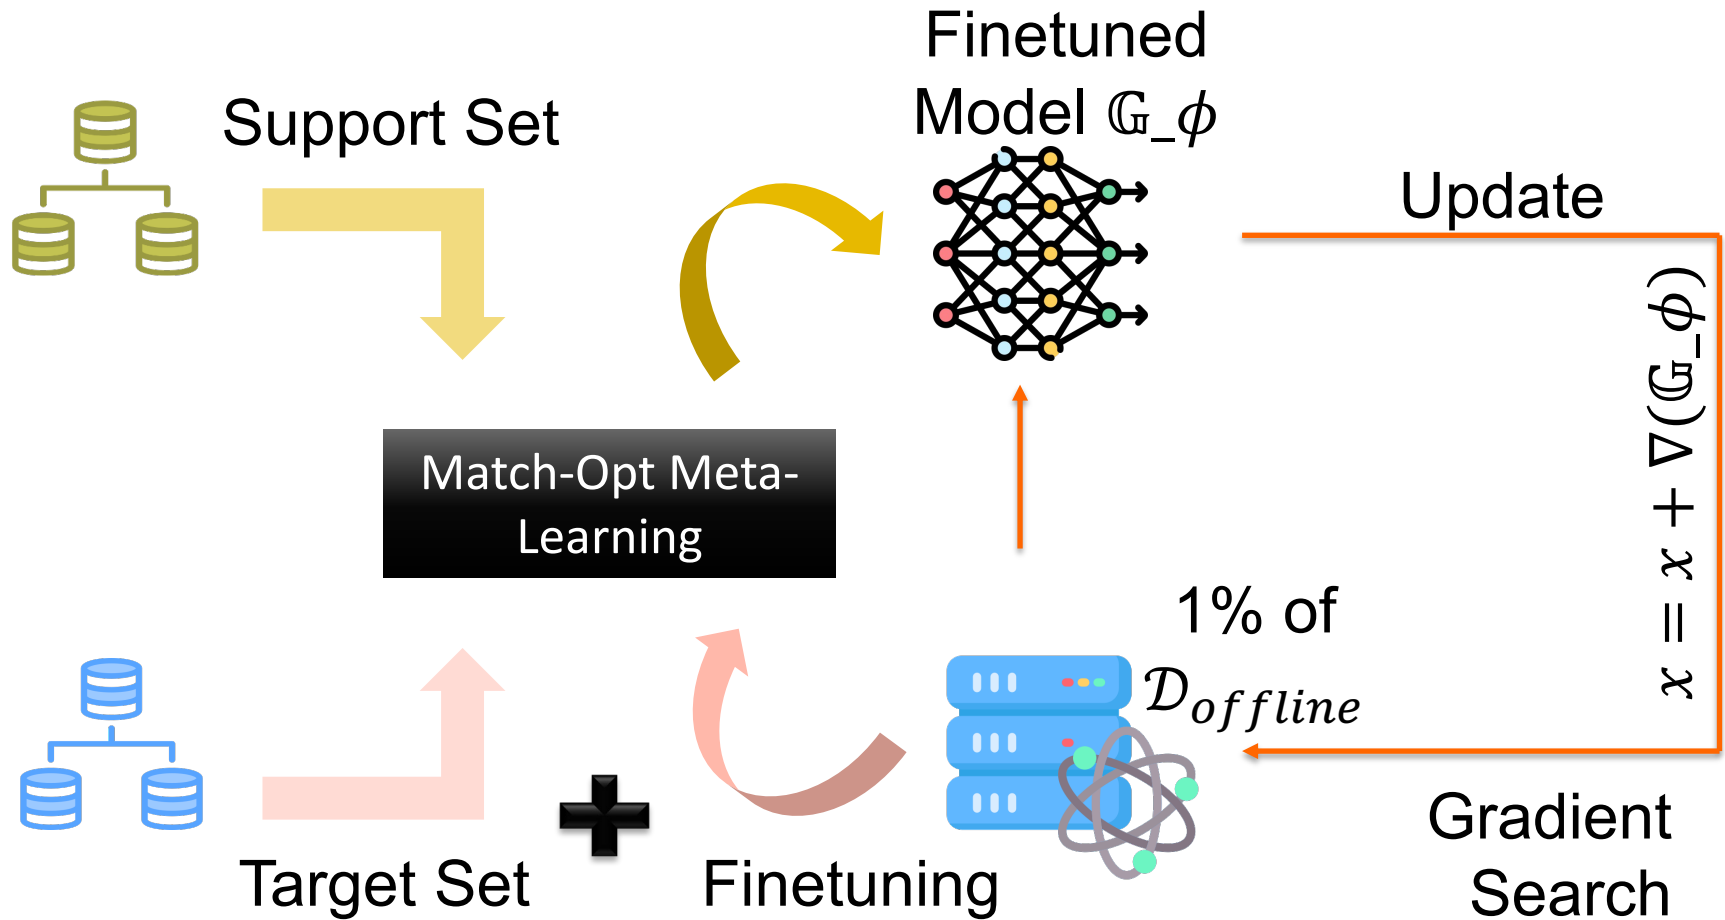 Finetuned
Model 𝔾_ϕ
Support Set
Update
x = x + ∇(𝔾_ϕ)
Match-Opt Meta-
Learning
1% of
𝒟offline
Gradient
Search
Target Set
Finetuning